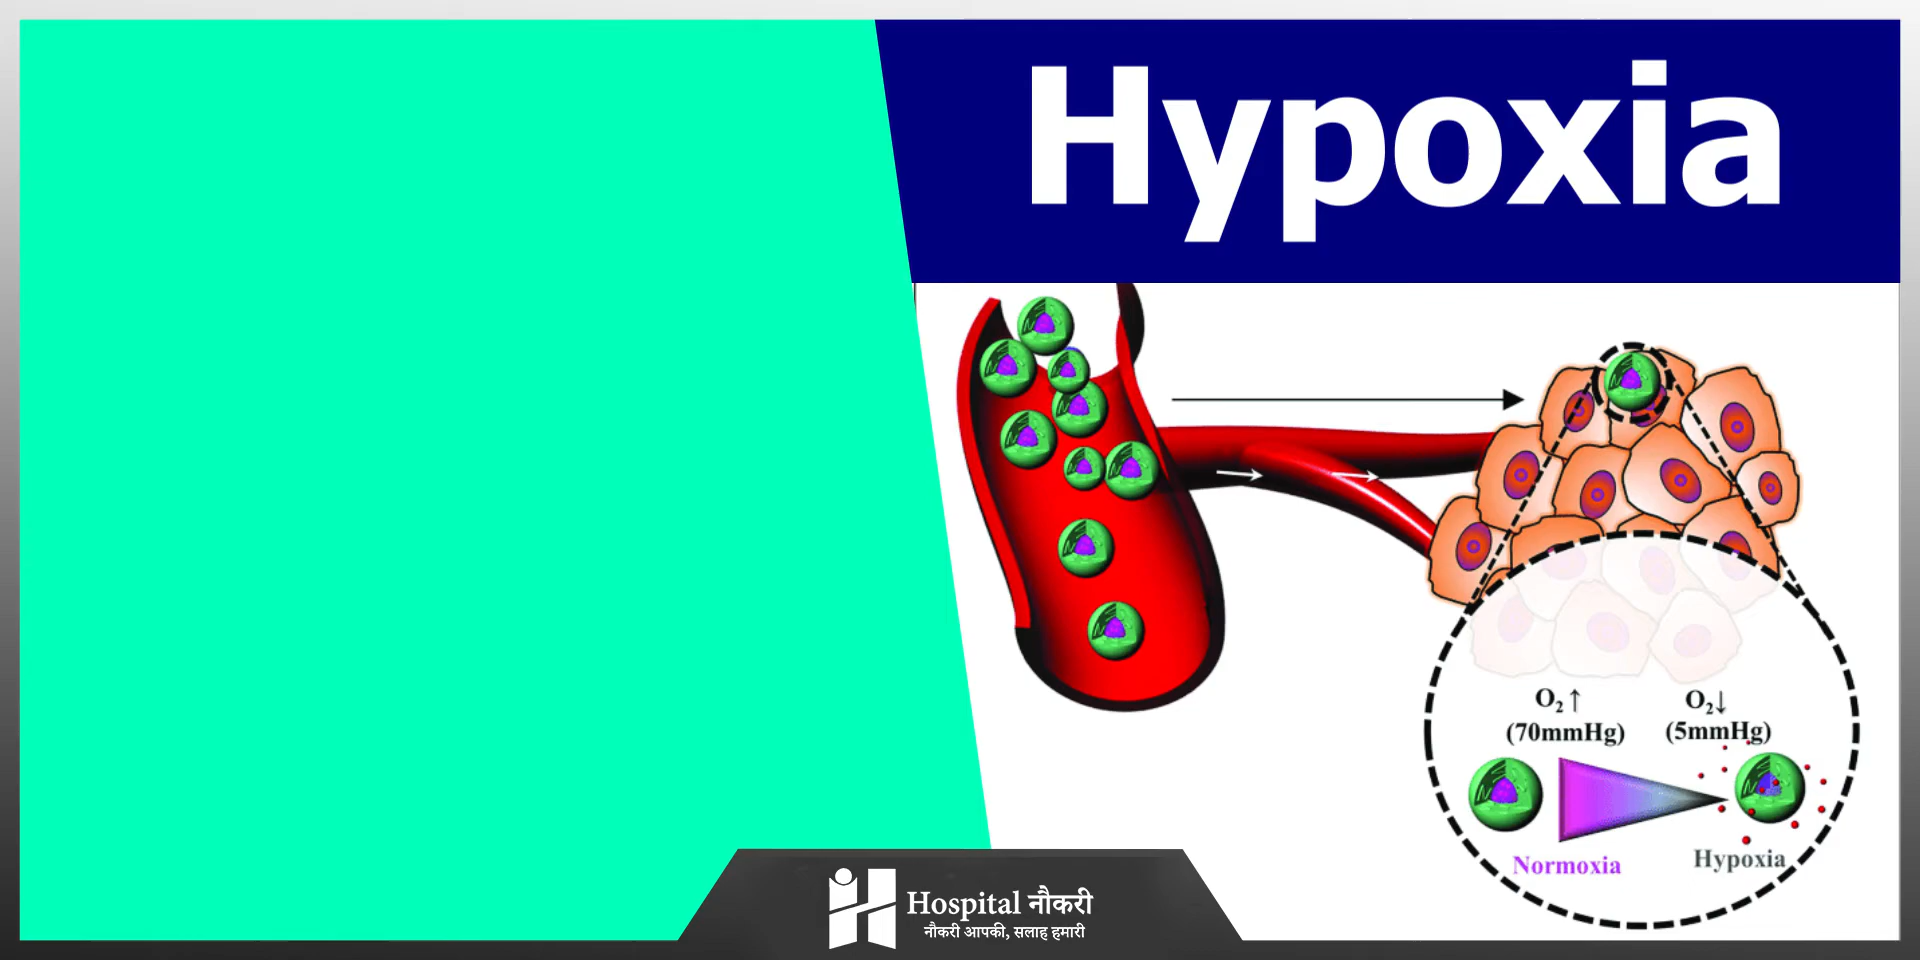 Hypoxia
O₂↑
(70mmHg)
O₂↓
(5mmHg)
Normoxia
Hypoxia
Hospital नौकरी
नौकरी आपकी, सलाह हमारी